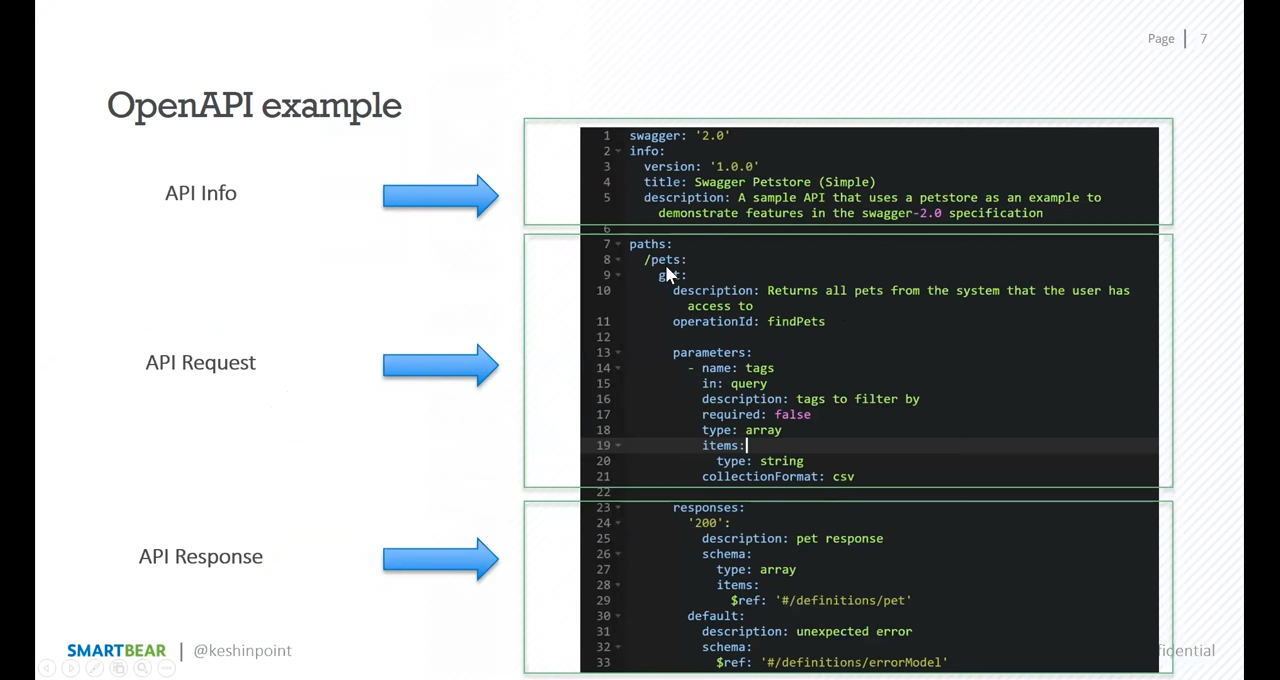 Page | 7
OpenAPI example
API Info
1 swagger: '2.0'
2 info:
3 version: '1.0.0'
4 title: Swagger Petstore (Simple)
5 description: A sample API that uses a petstore as an example to
demonstrate features in the swagger-2.0 specification
6
API Request
7 paths:
8 /pets:
9 get:
10 description: Returns all pets from the system that the user has
access to
11 operationId: findPets
12
13 parameters:
14 - name: tags
15 in: query
16 description: tags to filter by
17 required: false
18 type: array
19 items:
20 type: string
21 collectionFormat: csv
22
API Response
23 responses:
24 '200':
25 description: pet response
26 schema:
27 type: array
28 items:
29 $ref: '#/definitions/pet'
30 default:
31 description: unexpected error
32 schema:
33 $ref: '#/definitions/errorModel'
SMARTBEAR | @keshinpoint
fidential